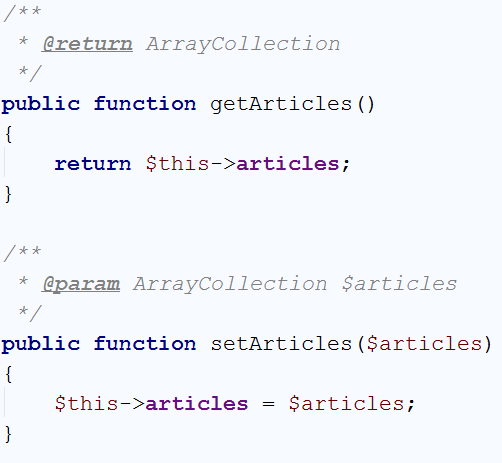 /**
 * @return ArrayCollection
 */
public function getArticles()
{
    return $this->articles;
}

/**
 * @param ArrayCollection $articles
 */
public function setArticles($articles)
{
    $this->articles = $articles;
}